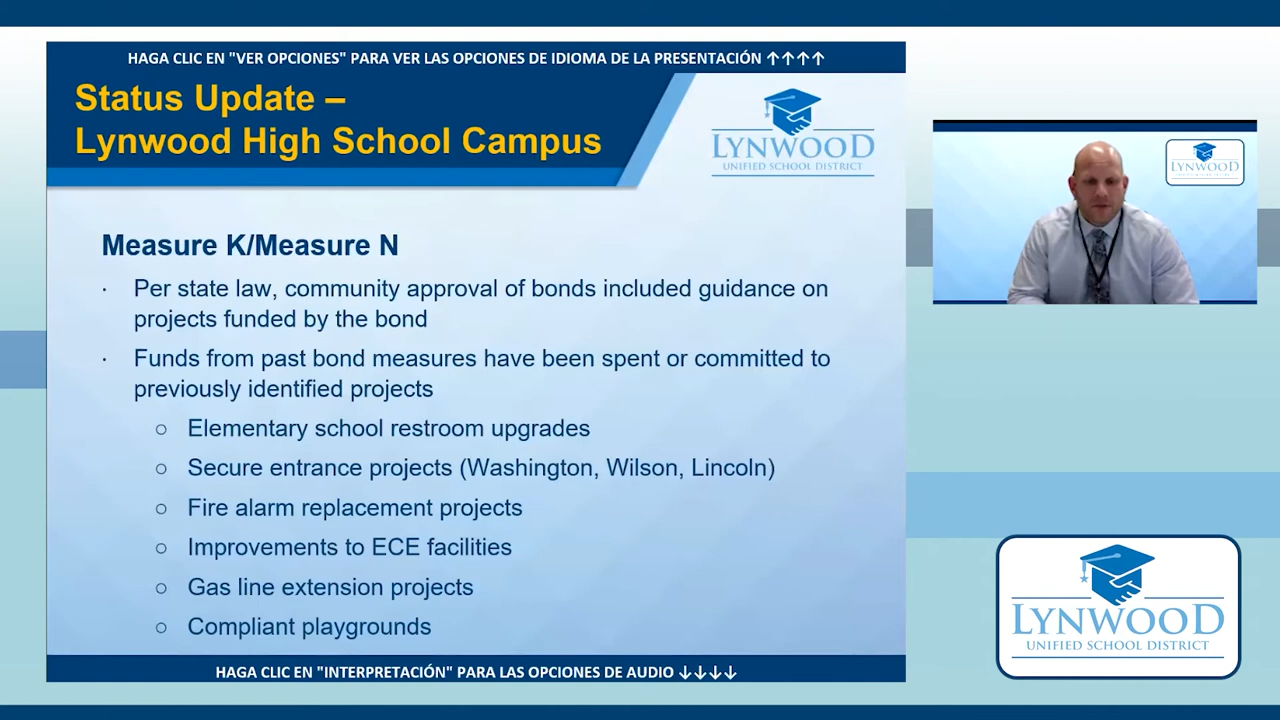 HAGA CLIC EN "VER OPCIONES" PARA VER LAS OPCIONES DE IDIOMA DE LA PRESENTACIÓN ↑↑↑↑
Status Update –
Lynwood High School Campus
LYNWOOD
UNIFIED SCHOOL DISTRICT
Measure K/Measure N
· Per state law, community approval of bonds included guidance on
projects funded by the bond
· Funds from past bond measures have been spent or committed to
previously identified projects
○ Elementary school restroom upgrades
○ Secure entrance projects (Washington, Wilson, Lincoln)
○ Fire alarm replacement projects
○ Improvements to ECE facilities
○ Gas line extension projects
○ Compliant playgrounds
HAGA CLIC EN "INTERPRETACIÓN" PARA LAS OPCIONES DE AUDIO ↓↓↓↓
LYNWOOD
LYNWOOD
UNIFIED SCHOOL DISTRICT